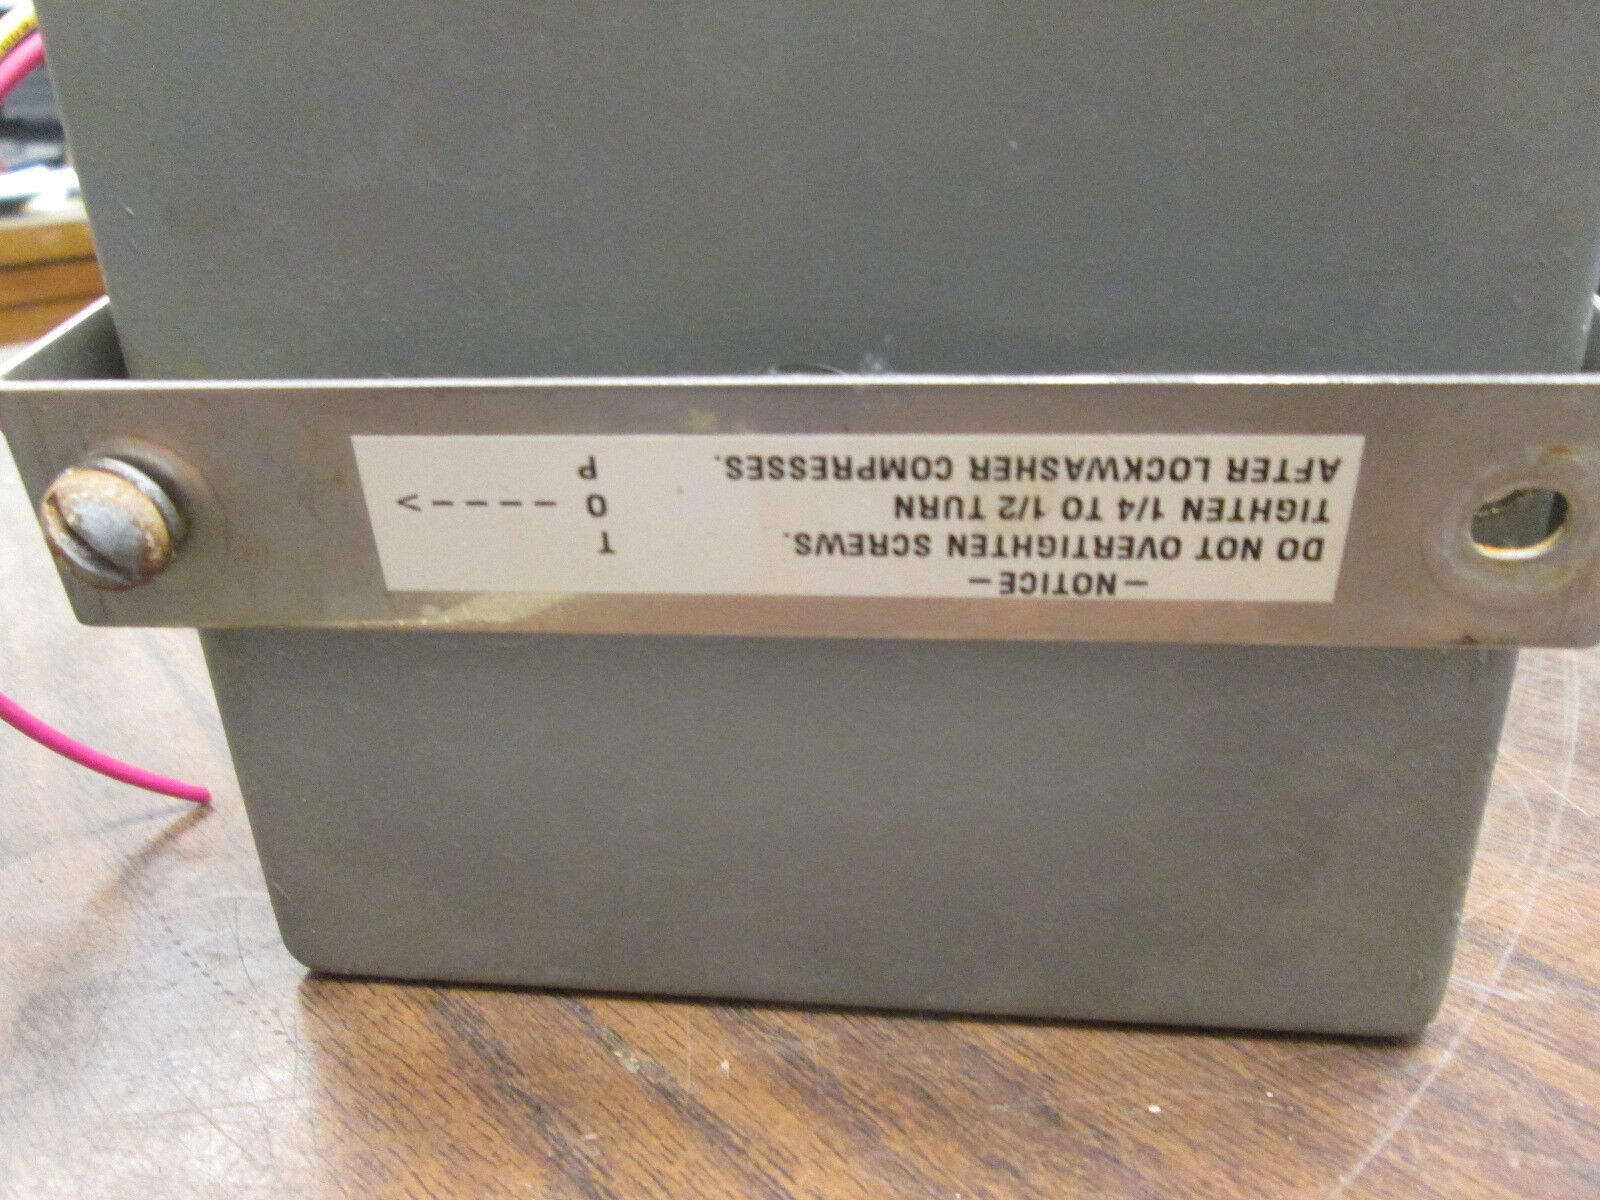 — NOTICE —
DO NOT OVERTIGHTEN SCREWS.
TIGHTEN 1/4 TO 1/2 TURN
AFTER LOCKWASHER COMPRESSES.
T
O ----->
P